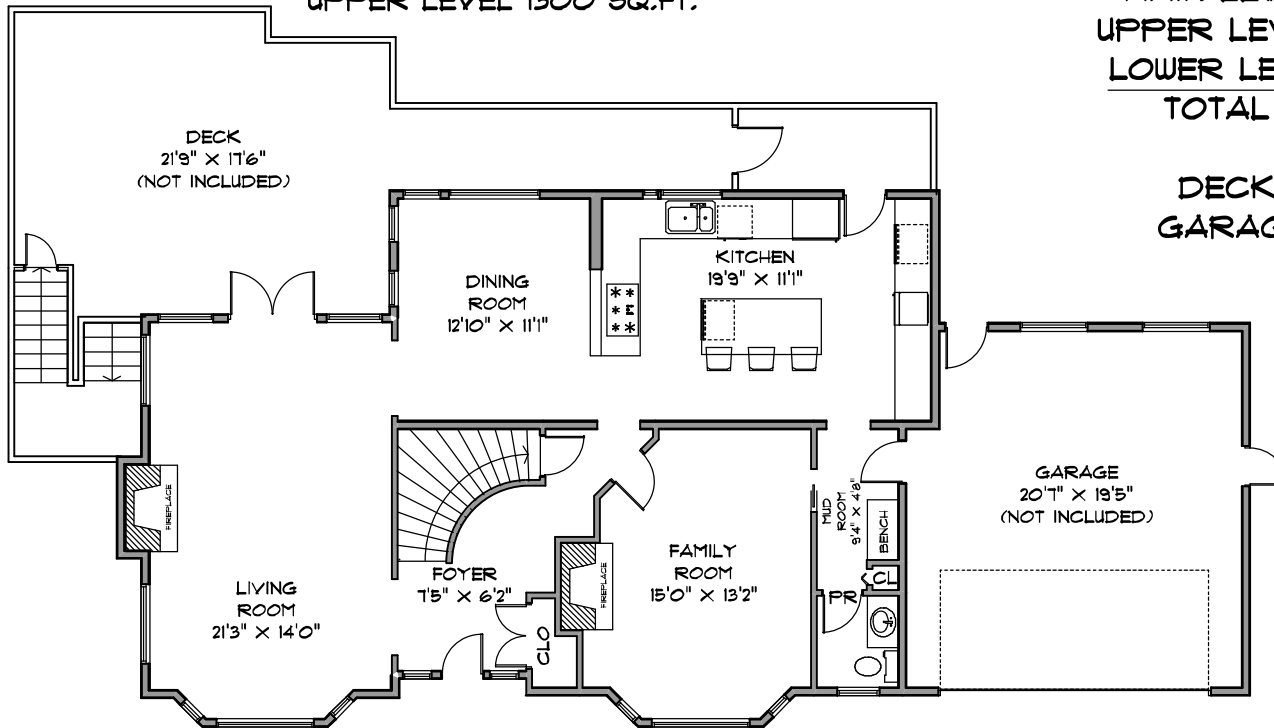 UPPER LEVEL 1300 SQ.FT.
UPPER LEV
LOWER LE
TOTAL
DECK
GARAG
DECK
21'9" X 17'6"
(NOT INCLUDED)
KITCHEN
19'9" X 11'1"
DINING
ROOM
12'10" X 11'1"
GARAGE
20'7" X 19'5"
(NOT INCLUDED)
FIREPLACE
MUD
ROOM
9'4" X 4'8"
BENCH
FAMILY
ROOM
15'0" X 13'2"
FIREPLACE
FOYER
7'5" X 6'2"
LIVING
ROOM
21'3" X 14'0"
CL
PR
CLO